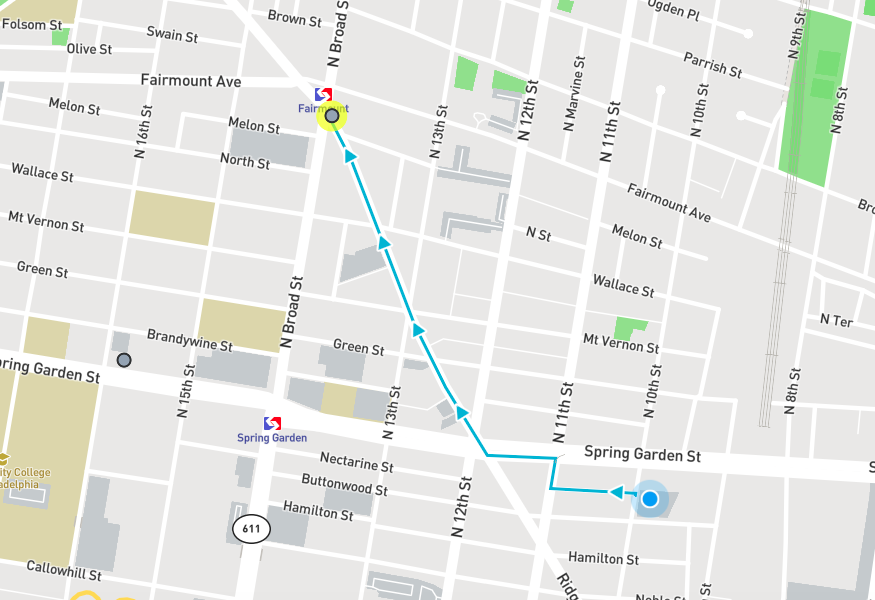 Ogden Pl
Brown St
N Broad S
N 9th St
Folsom St
Swain St
Olive St
Parrish St
Fairmount Ave
N 12th St
N Marvine St
N 10th St
N 8th St
N 11th St
Fairmount
Melon St
N 16th St
Melon St
N 13th St
North St
Wallace St
Fairmount Ave
Bro
Mt Vernon St
N St
Melon St
Green St
Wallace St
N Broad St
N Ter
Brandywine St
Green St
Mt Vernon St
pring Garden St
N 15th St
N 13th St
N 11th St
N 10th St
N 8th St
Spring Garden
Spring Garden St
S
Nectarine St
ity College
adelphia
Buttonwood St
N 12th St
Hamilton St
611
Hamilton St
Callowhill St
Ridg
Noble St
St